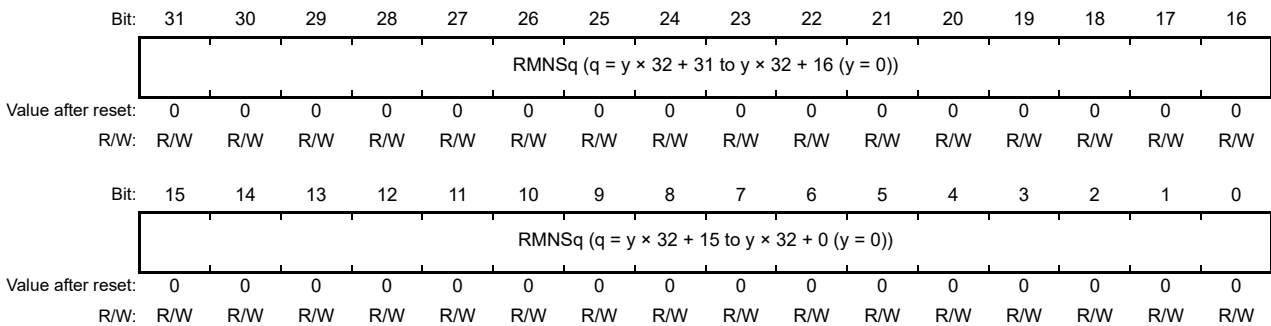 Bit: 31 30 29 28 27 26 25 24 23 22 21 20 19 18 17 16
RMNSq (q = y × 32 + 31 to y × 32 + 16 (y = 0))
Value after reset: 0 0 0 0 0 0 0 0 0 0 0 0 0 0 0 0
R/W: R/W R/W R/W R/W R/W R/W R/W R/W R/W R/W R/W R/W R/W R/W R/W R/W
Bit: 15 14 13 12 11 10 9 8 7 6 5 4 3 2 1 0
RMNSq (q = y × 32 + 15 to y × 32 + 0 (y = 0))
Value after reset: 0 0 0 0 0 0 0 0 0 0 0 0 0 0 0 0
R/W: R/W R/W R/W R/W R/W R/W R/W R/W R/W R/W R/W R/W R/W R/W R/W R/W